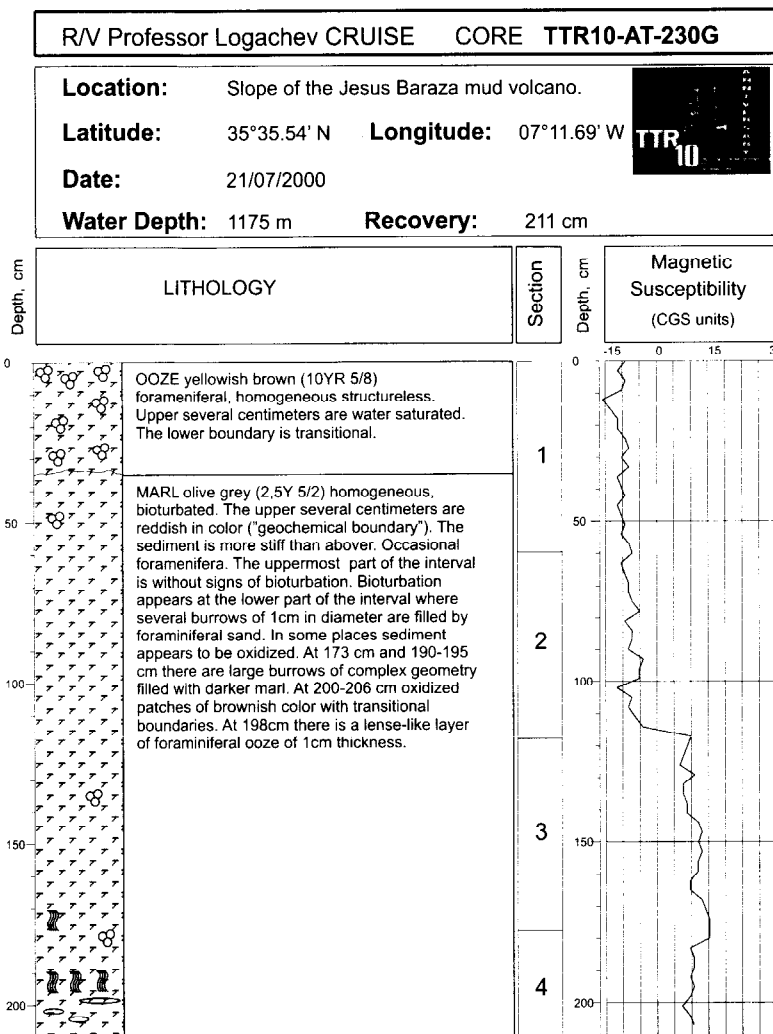 R/V Professor Logachev CRUISE CORE TTR10-AT-230G
Location: Slope of the Jesus Baraza mud volcano.
Latitude: 35°35.54' N Longitude: 07°11.69' W
TTR
10
Date: 21/07/2000
Water Depth: 1175 m Recovery: 211 cm
Depth, cm
LITHOLOGY
Section
Depth, cm
Magnetic
Susceptibility
(CGS units)
-15 0 15 3
0
50
100
150
200
OOZE yellowish brown (10YR 5/8)
forameniferal, homogeneous structureless.
Upper several centimeters are water saturated.
The lower boundary is transitional.
MARL olive grey (2,5Y 5/2) homogeneous,
bioturbated. The upper several centimeters are
reddish in color ("geochemical boundary"). The
sediment is more stiff than abover. Occasional
foramenifera. The uppermost part of the interval
is without signs of bioturbation. Bioturbation
appears at the lower part of the interval where
several burrows of 1cm in diameter are filled by
foraminiferal sand. In some places sediment
appears to be oxidized. At 173 cm and 190-195
cm there are large burrows of complex geometry
filled with darker marl. At 200-206 cm oxidized
patches of brownish color with transitional
boundaries. At 198cm there is a lense-like layer
of foraminiferal ooze of 1cm thickness.
1
2
3
4
0
50
100
150
200